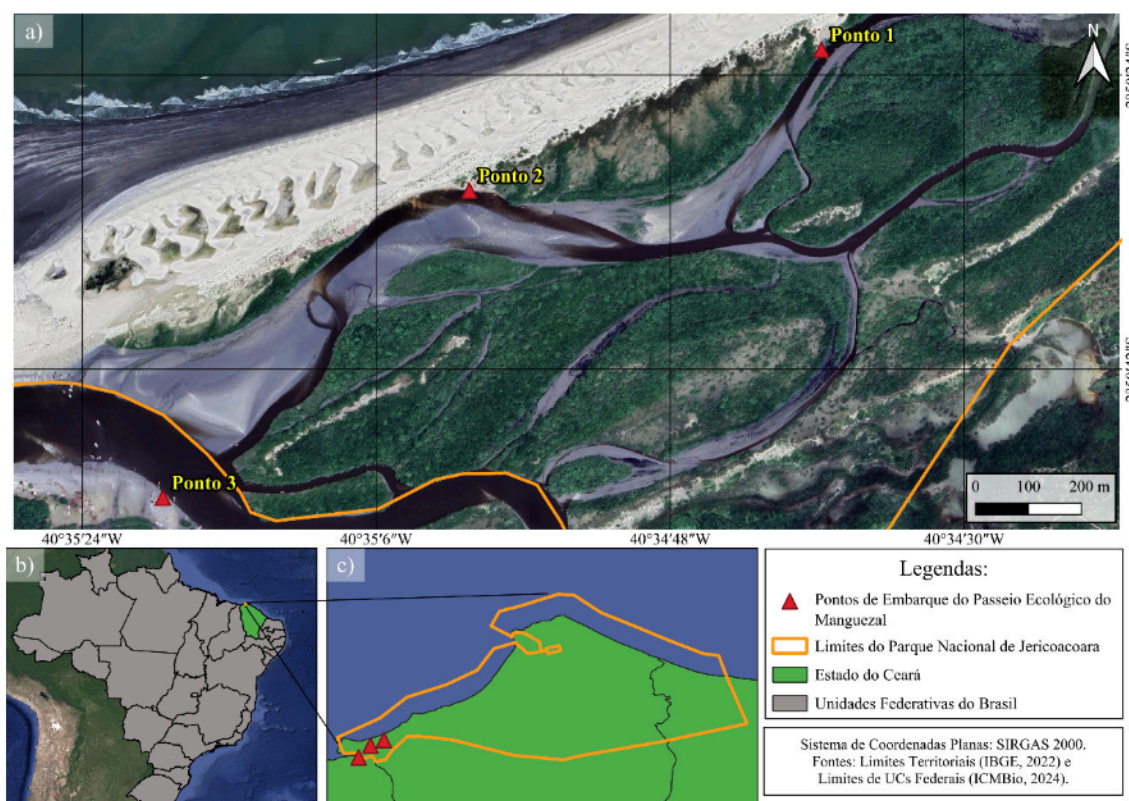 a)
Ponto 1
N
Ponto 2
Ponto 3
0 100 200 m
40°35'24"W 40°35'6"W 40°34'48"W 40°34'30"W
b)
c)
Legendas:
Pontos de Embarque do Passeio Ecológico do
Manguezal
Limites do Parque Nacional de Jericoacoara
Estado do Ceará
Unidades Federativas do Brasil
Sistema de Coordenadas Planas: SIRGAS 2000.
Fontes: Limites Territoriais (IBGE, 2022) e
Limites de UCs Federais (ICMBio, 2024).